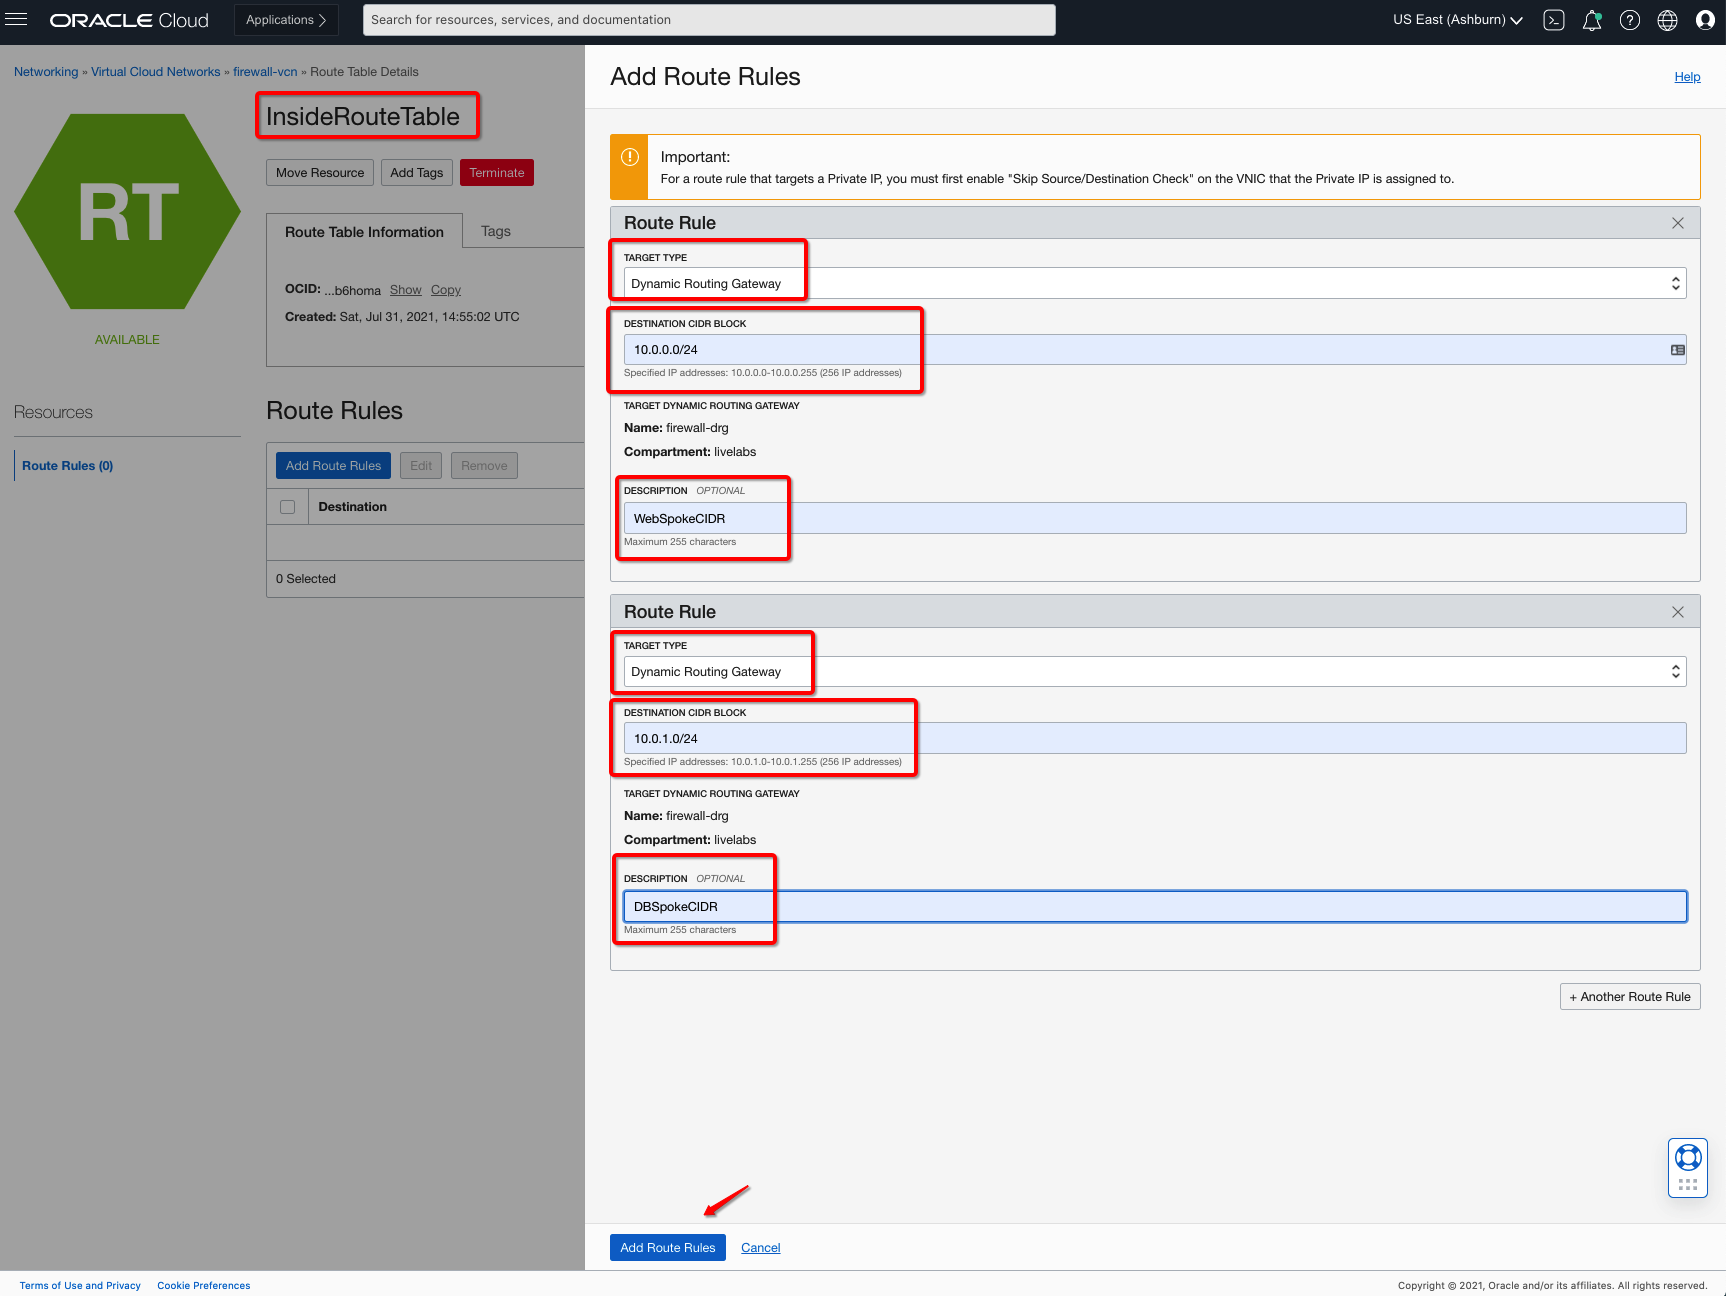 ORACLE Cloud
Applications
Search for resources, services, and documentation
US East (Ashburn)
Networking » Virtual Cloud Networks » firewall-vcn » Route Table Details
RT
AVAILABLE
InsideRouteTable
Move Resource
Add Tags
Terminate
Route Table Information
Tags
OCID: ...b6homa Show Copy
Created: Sat, Jul 31, 2021, 14:55:02 UTC
Resources
Route Rules (0)
Route Rules
Add Route Rules
Edit
Remove
Destination
0 Selected
Add Route Rules
Help
Important:
For a route rule that targets a Private IP, you must first enable "Skip Source/Destination Check" on the VNIC that the Private IP is assigned to.
Route Rule
TARGET TYPE
Dynamic Routing Gateway
DESTINATION CIDR BLOCK
10.0.0.0/24
Specified IP addresses: 10.0.0.0-10.0.0.255 (256 IP addresses)
TARGET DYNAMIC ROUTING GATEWAY
Name: firewall-drg
Compartment: livelabs
DESCRIPTION OPTIONAL
WebSpokeCIDR
Maximum 255 characters
Route Rule
TARGET TYPE
Dynamic Routing Gateway
DESTINATION CIDR BLOCK
10.0.1.0/24
Specified IP addresses: 10.0.1.0-10.0.1.255 (256 IP addresses)
TARGET DYNAMIC ROUTING GATEWAY
Name: firewall-drg
Compartment: livelabs
DESCRIPTION OPTIONAL
DBSpokeCIDR
Maximum 255 characters
+ Another Route Rule
Add Route Rules
Cancel
Terms of Use and Privacy
Cookie Preferences
Copyright © 2021, Oracle and/or its affiliates. All rights reserved.